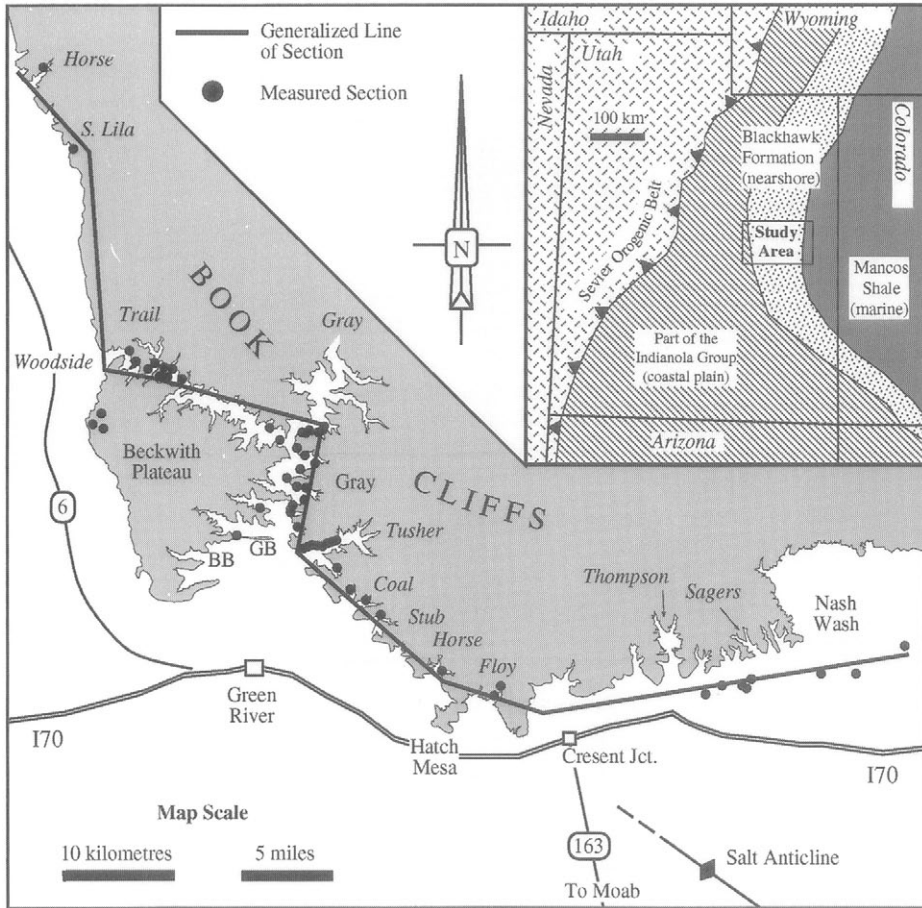 Horse
S. Lila
Generalized Line
of Section
Measured Section
N
BOOK
CLIFFS
Trail
Woodside
Gray
Beckwith
Plateau
Gray
6
BB
GB
Tusher
Coal
Stub
Horse
Floy
Thompson
Sagers
Nash
Wash
Green
River
I70
Hatch
Mesa
Cresent Jct.
I70
163
To Moab
Salt Anticline
Map Scale
10 kilometres
5 miles
Idaho
Wyoming
Nevada
Utah
100 km
Colorado
Blackhawk
Formation
(nearshore)
Sevier Orogenic Belt
Study
Area
Mancos
Shale
(marine)
Part of the
Indianola Group
(coastal plain)
Arizona